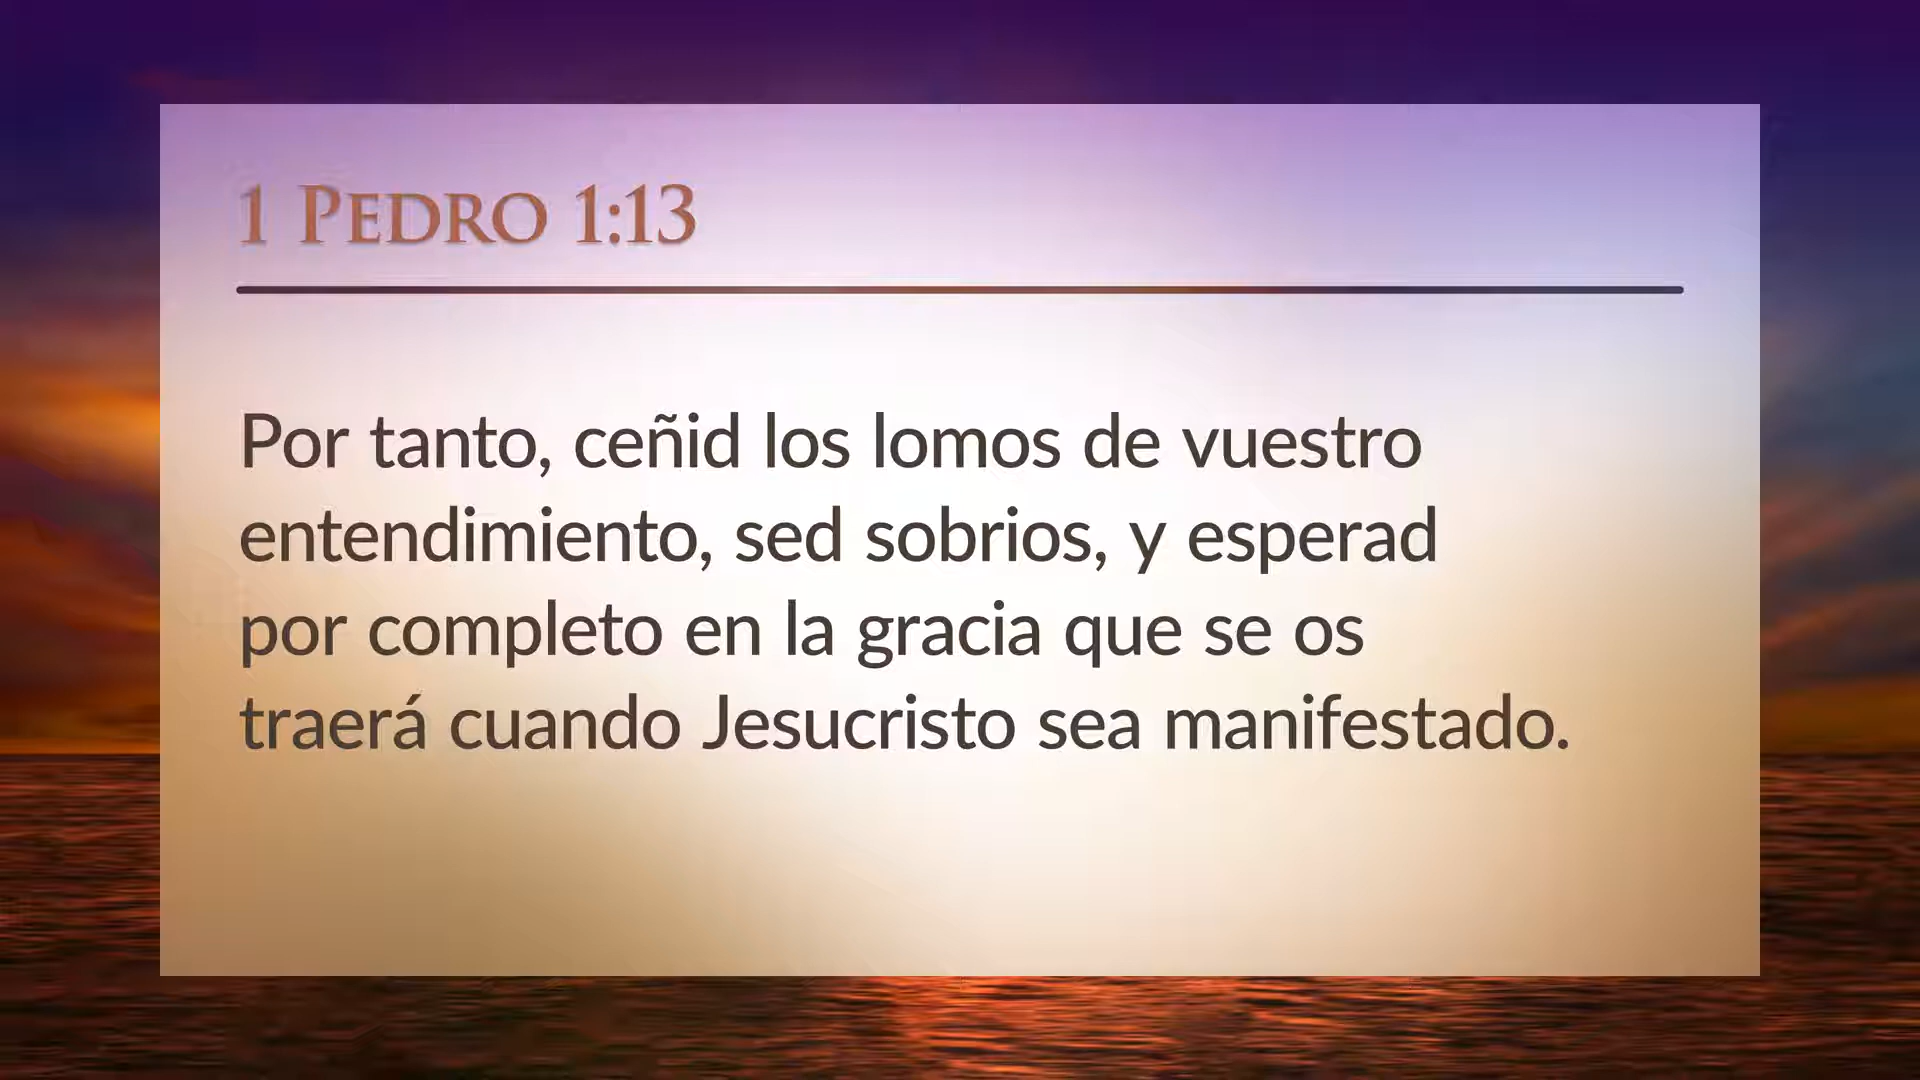 1 Pedro 1:13
Por tanto, ceñid los lomos de vuestro
entendimiento, sed sobrios, y esperad
por completo en la gracia que se os
traerá cuando Jesucristo sea manifestado.